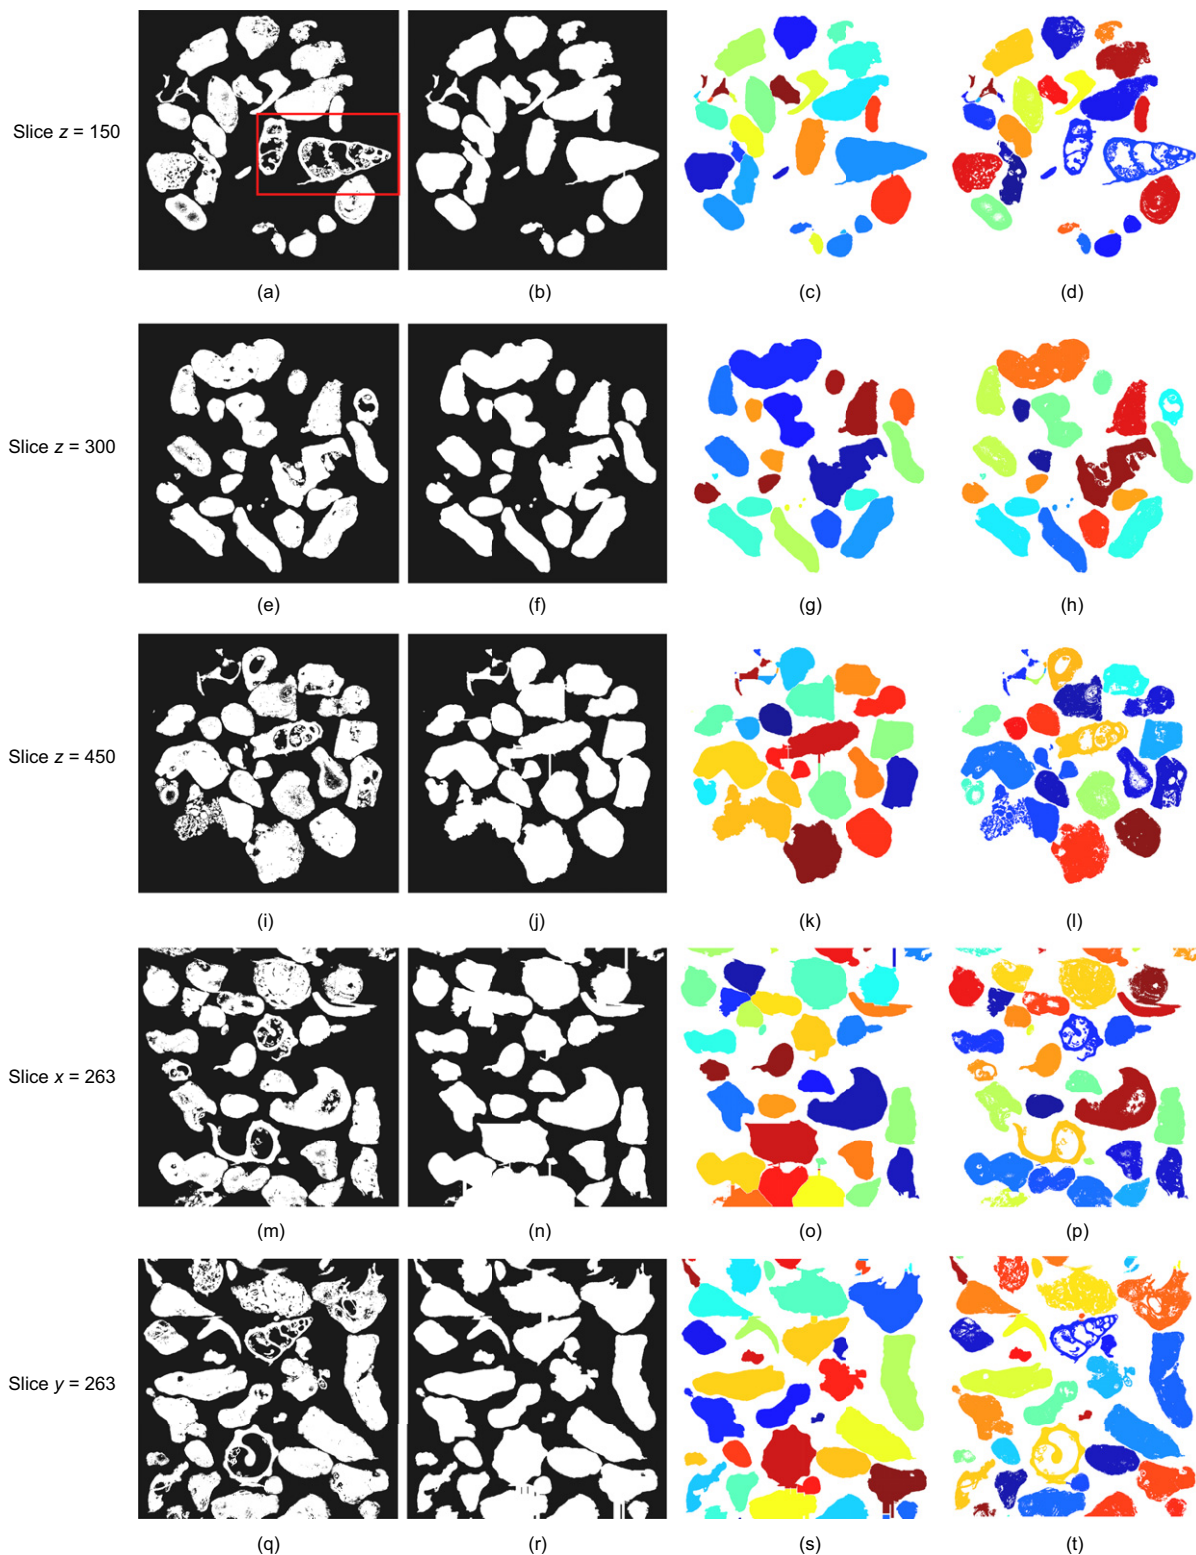 Slice z = 150
(a) (b) (c) (d)
Slice z = 300
(e) (f) (g) (h)
Slice z = 450
(i) (j) (k) (l)
Slice x = 263
(m) (n) (o) (p)
Slice y = 263
(q) (r) (s) (t)